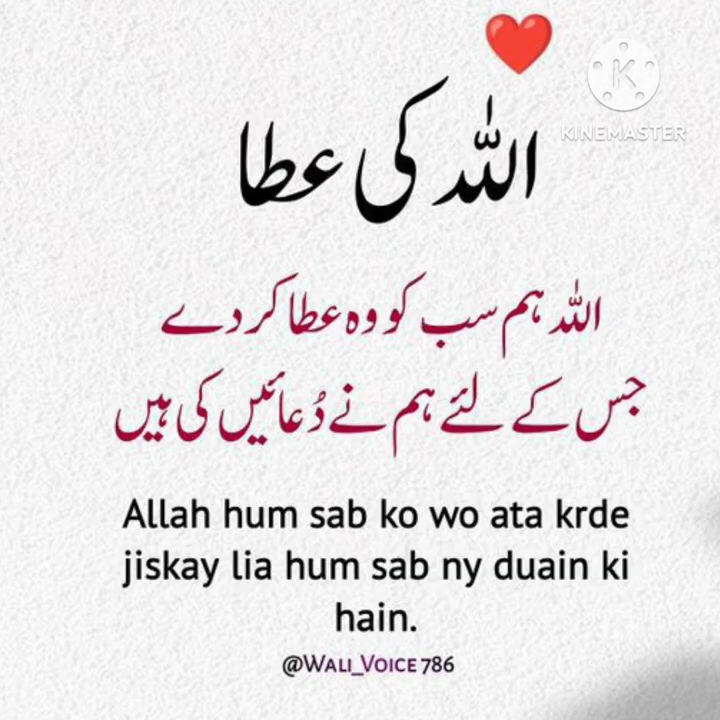 ❤️
KINEMASTER
اللہ کی عطا
اللہ ہم سب کو وہ عطا کر دے
جس کے لئے ہم نے دُعائیں کی ہیں
Allah hum sab ko wo ata krde
jiskay lia hum sab ny duain ki
hain.
@WALI_VOICE 786